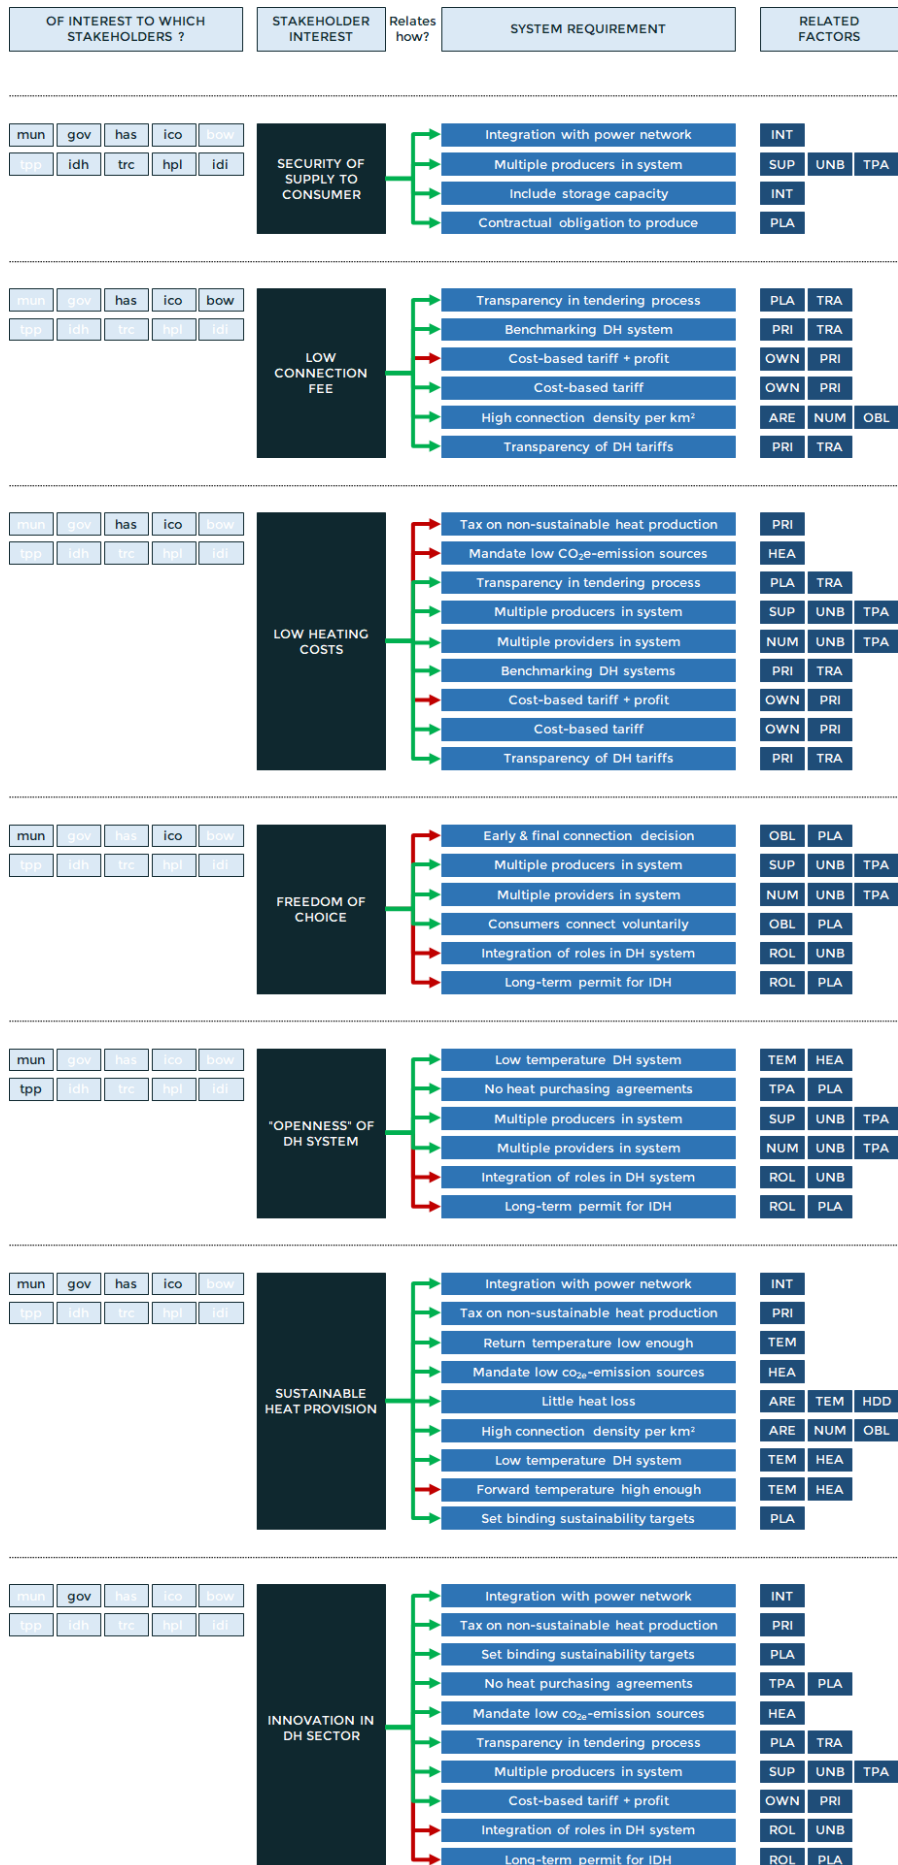 OF INTEREST TO WHICH
STAKEHOLDERS ?
STAKEHOLDER
INTEREST
Relates
how?
SYSTEM REQUIREMENT
RELATED
FACTORS
mun gov has ico bow
tpp idh trc hpl idi
SECURITY OF
SUPPLY TO
CONSUMER
Integration with power network INT
Multiple producers in system SUP UNB TPA
Include storage capacity INT
Contractual obligation to produce PLA
mun gov has ico bow
tpp idh trc hpl idi
LOW
CONNECTION
FEE
Transparency in tendering process PLA TRA
Benchmarking DH system PRI TRA
Cost-based tariff + profit OWN PRI
Cost-based tariff OWN PRI
High connection density per km² ARE NUM OBL
Transparency of DH tariffs PRI TRA
mun gov has ico bow
tpp idh trc hpl idi
LOW HEATING
COSTS
Tax on non-sustainable heat production PRI
Mandate low CO₂e-emission sources HEA
Transparency in tendering process PLA TRA
Multiple producers in system SUP UNB TPA
Multiple providers in system NUM UNB TPA
Benchmarking DH systems PRI TRA
Cost-based tariff + profit OWN PRI
Cost-based tariff OWN PRI
Transparency of DH tariffs PRI TRA
mun gov has ico bow
tpp idh trc hpl idi
FREEDOM OF
CHOICE
Early & final connection decision OBL PLA
Multiple producers in system SUP UNB TPA
Multiple providers in system NUM UNB TPA
Consumers connect voluntarily OBL PLA
Integration of roles in DH system ROL UNB
Long-term permit for IDH ROL PLA
mun gov has ico bow
tpp idh trc hpl idi
"OPENNESS" OF
DH SYSTEM
Low temperature DH system TEM HEA
No heat purchasing agreements TPA PLA
Multiple producers in system SUP UNB TPA
Multiple providers in system NUM UNB TPA
Integration of roles in DH system ROL UNB
Long-term permit for IDH ROL PLA
mun gov has ico bow
tpp idh trc hpl idi
SUSTAINABLE
HEAT PROVISION
Integration with power network INT
Tax on non-sustainable heat production PRI
Return temperature low enough TEM
Mandate low co₂ₑ-emission sources HEA
Little heat loss ARE TEM HDD
High connection density per km² ARE NUM OBL
Low temperature DH system TEM HEA
Forward temperature high enough TEM HEA
Set binding sustainability targets PLA
mun gov has ico bow
tpp idh trc hpl idi
INNOVATION IN
DH SECTOR
Integration with power network INT
Tax on non-sustainable heat production PRI
Set binding sustainability targets PLA
No heat purchasing agreements TPA PLA
Mandate low co₂ₑ-emission sources HEA
Transparency in tendering process PLA TRA
Multiple producers in system SUP UNB TPA
Cost-based tariff + profit OWN PRI
Integration of roles in DH system ROL UNB
Long-term permit for IDH ROL PLA